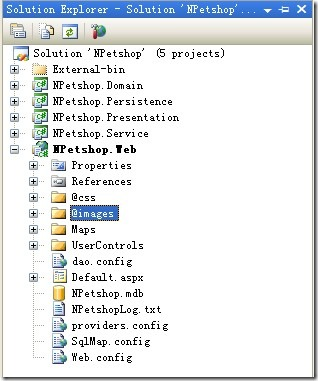 Solution Explorer - Solution 'NPetshop'...
Solution 'NPetshop' (5 projects)
External-bin
NPetshop.Domain
NPetshop.Persistence
NPetshop.Presentation
NPetshop.Service
NPetshop.Web
Properties
References
@css
@images
Maps
UserControls
dao.config
Default.aspx
NPetshop.mdb
NPetshopLog.txt
providers.config
SqlMap.config
Web.config